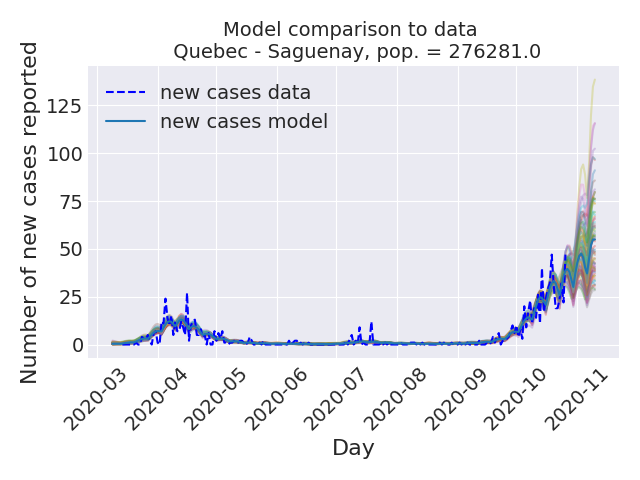 Model comparison to data
Quebec - Saguenay, pop. = 276281.0
Number of new cases reported
125
100
75
50
25
0
new cases data
new cases model
2020-03
2020-04
2020-05
2020-06
2020-07
2020-08
2020-09
2020-10
2020-11
Day